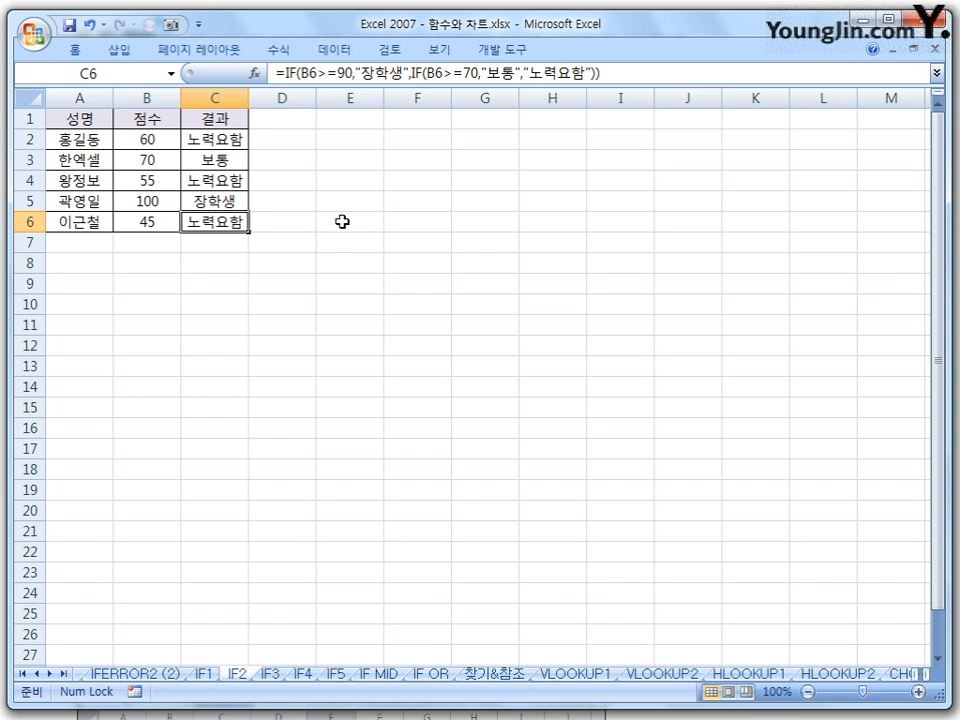 Excel 2007 - 함수와 차트.xlsx - Microsoft Excel
YoungJin.com Y.
홈 삽입 페이지 레이아웃 수식 데이터 검토 보기 개발 도구
C6 fx =IF(B6>=90,"장학생",IF(B6>=70,"보통","노력요함"))
A B C D E F G H I J K L M
1 성명 점수 결과
2 홍길동 60 노력요함
3 한엑셀 70 보통
4 왕정보 55 노력요함
5 곽영일 100 장학생
6 이근철 45 노력요함
7
8
9
10
11
12
13
14
15
16
17
18
19
20
21
22
23
24
25
26
27
IFERROR2 (2) IF1 IF2 IF3 IF4 IF5 IF MID IF OR 찾기&참조 VLOOKUP1 VLOOKUP2 HLOOKUP1 HLOOKUP2
준비 Num Lock 100%